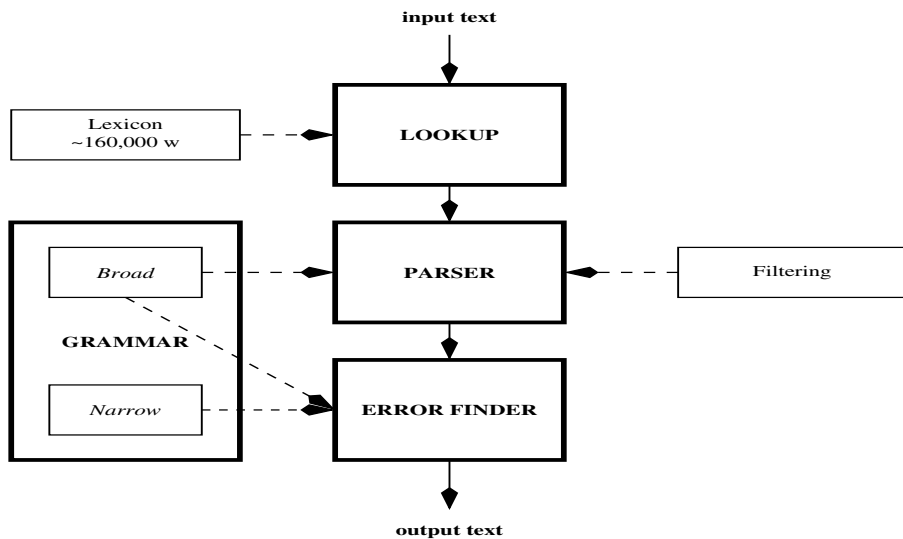 input text
Lexicon
~160,000 w
LOOKUP
Broad
PARSER
Filtering
GRAMMAR
Narrow
ERROR FINDER
output text